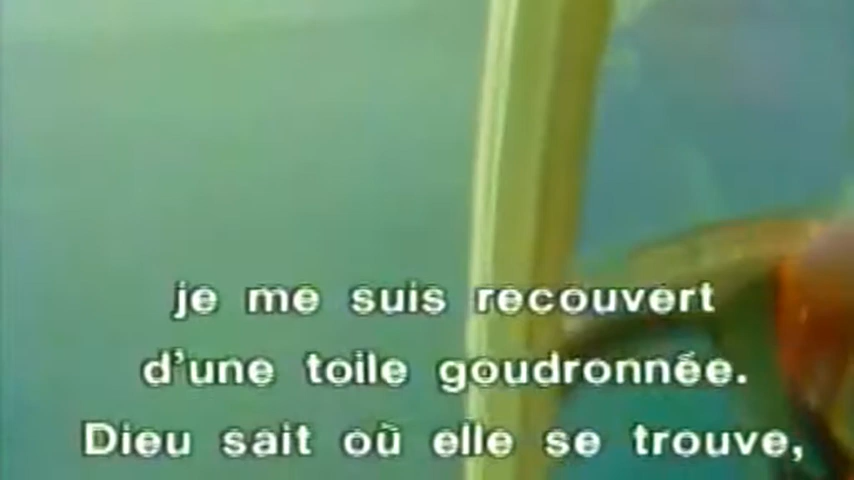 je me suis recouvert
d'une toile goudronnée.
Dieu sait où elle se trouve,